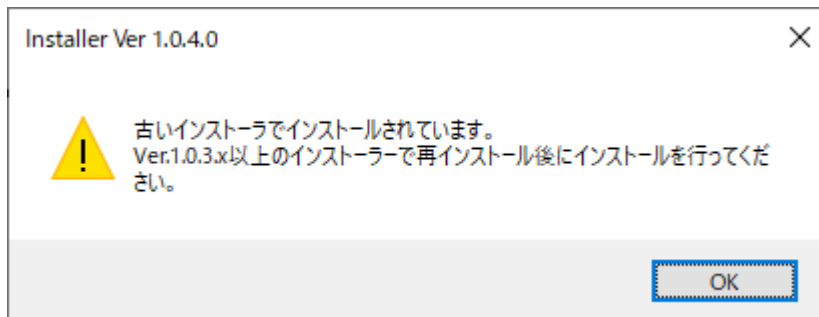 Installer Ver 1.0.4.0
古いインストーラでインストールされています。
Ver.1.0.3.x以上のインストーラーで再インストール後にインストールを行ってくだ
さい。
OK